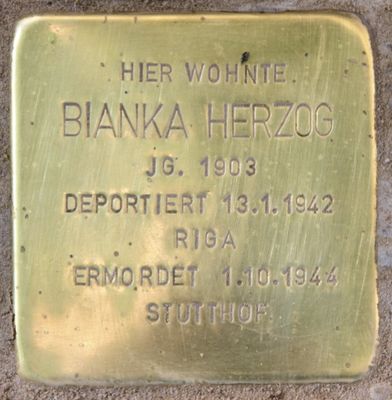 HIER WOHNTE
BIANKA HERZOG
JG. 1903
DEPORTIERT 13.1.1942
RIGA
ERMORDET 1.10.1944
STUTTHOF